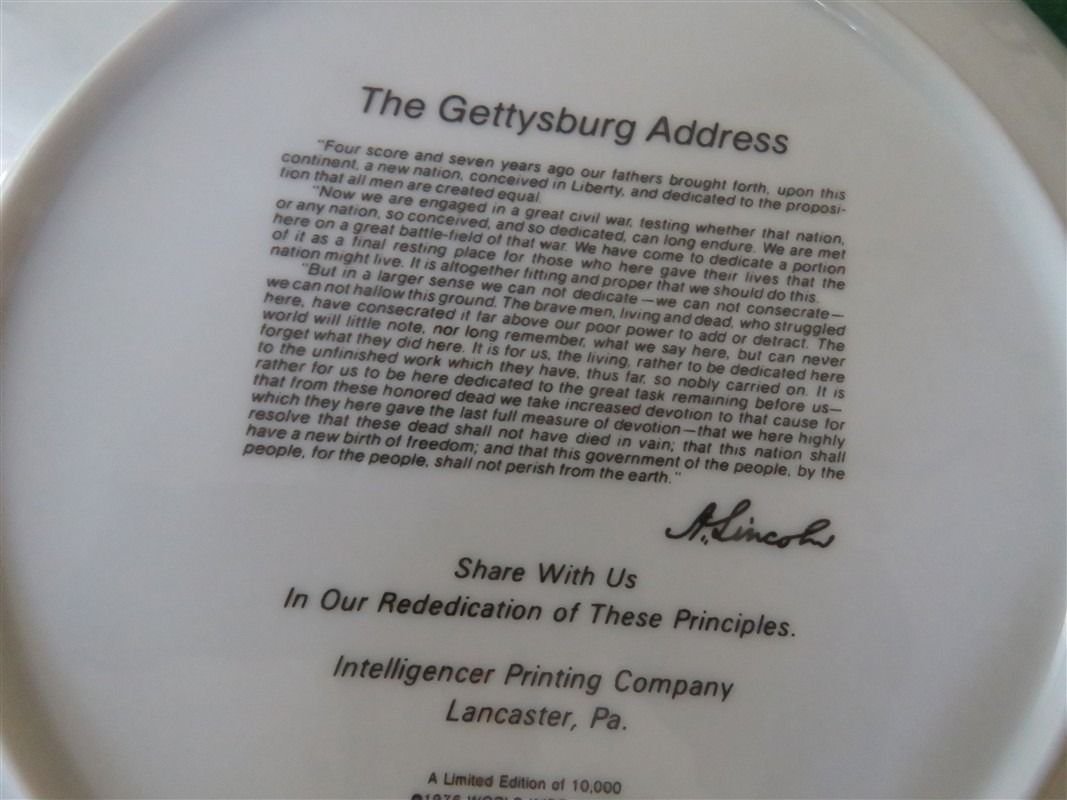 The Gettysburg Address
"Four score and seven years ago our fathers brought forth, upon this
continent, a new nation, conceived in Liberty, and dedicated to the proposi-
tion that all men are created equal.
"Now we are engaged in a great civil war, testing whether that nation,
or any nation, so conceived, and so dedicated, can long endure. We are met
here on a great battle-field of that war. We have come to dedicate a portion
of it as a final resting place for those who here gave their lives that the
nation might live. It is altogether fitting and proper that we should do this.
"But in a larger sense we can not dedicate—we can not consecrate—
we can not hallow this ground. The brave men, living and dead, who struggled
here, have consecrated it far above our poor power to add or detract. The
world will little note, nor long remember, what we say here, but can never
forget what they did here. It is for us, the living, rather to be dedicated here
to the unfinished work which they have, thus far, so nobly carried on. It is
rather for us to be here dedicated to the great task remaining before us—
that from these honored dead we take increased devotion to that cause for
which they here gave the last full measure of devotion—that we here highly
resolve that these dead shall not have died in vain; that this nation shall
have a new birth of freedom; and that this government of the people, by the
people, for the people, shall not perish from the earth."
A. Lincoln
Share With Us
In Our Rededication of These Principles.
Intelligencer Printing Company
Lancaster, Pa.
A Limited Edition of 10,000